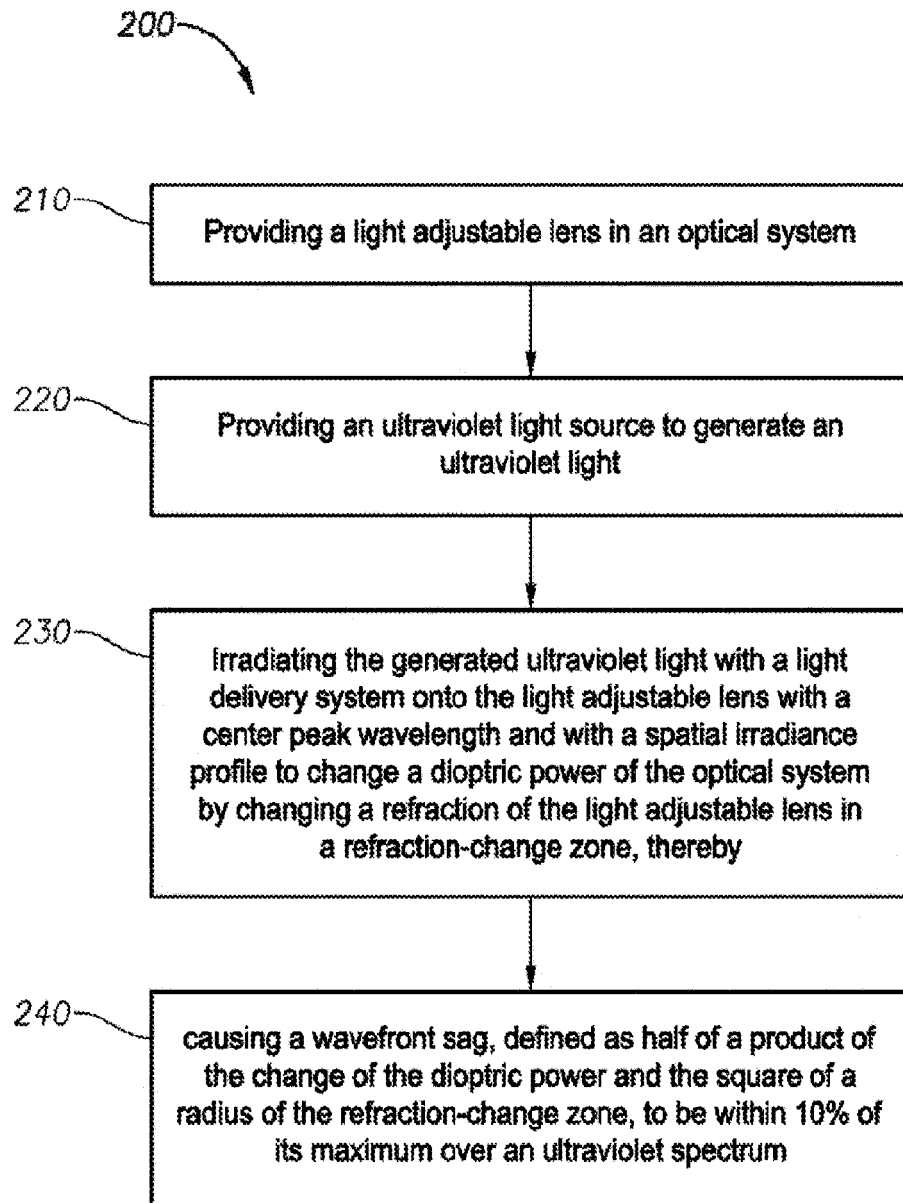 200
210
Providing a light adjustable lens in an optical system
220
Providing an ultraviolet light source to generate an
ultraviolet light
230
Irradiating the generated ultraviolet light with a light
delivery system onto the light adjustable lens with a
center peak wavelength and with a spatial irradiance
profile to change a dioptric power of the optical system
by changing a refraction of the light adjustable lens in
a refraction-change zone, thereby
240
causing a wavefront sag, defined as half of a product of
the change of the dioptric power and the square of a
radius of the refraction-change zone, to be within 10% of
its maximum over an ultraviolet spectrum